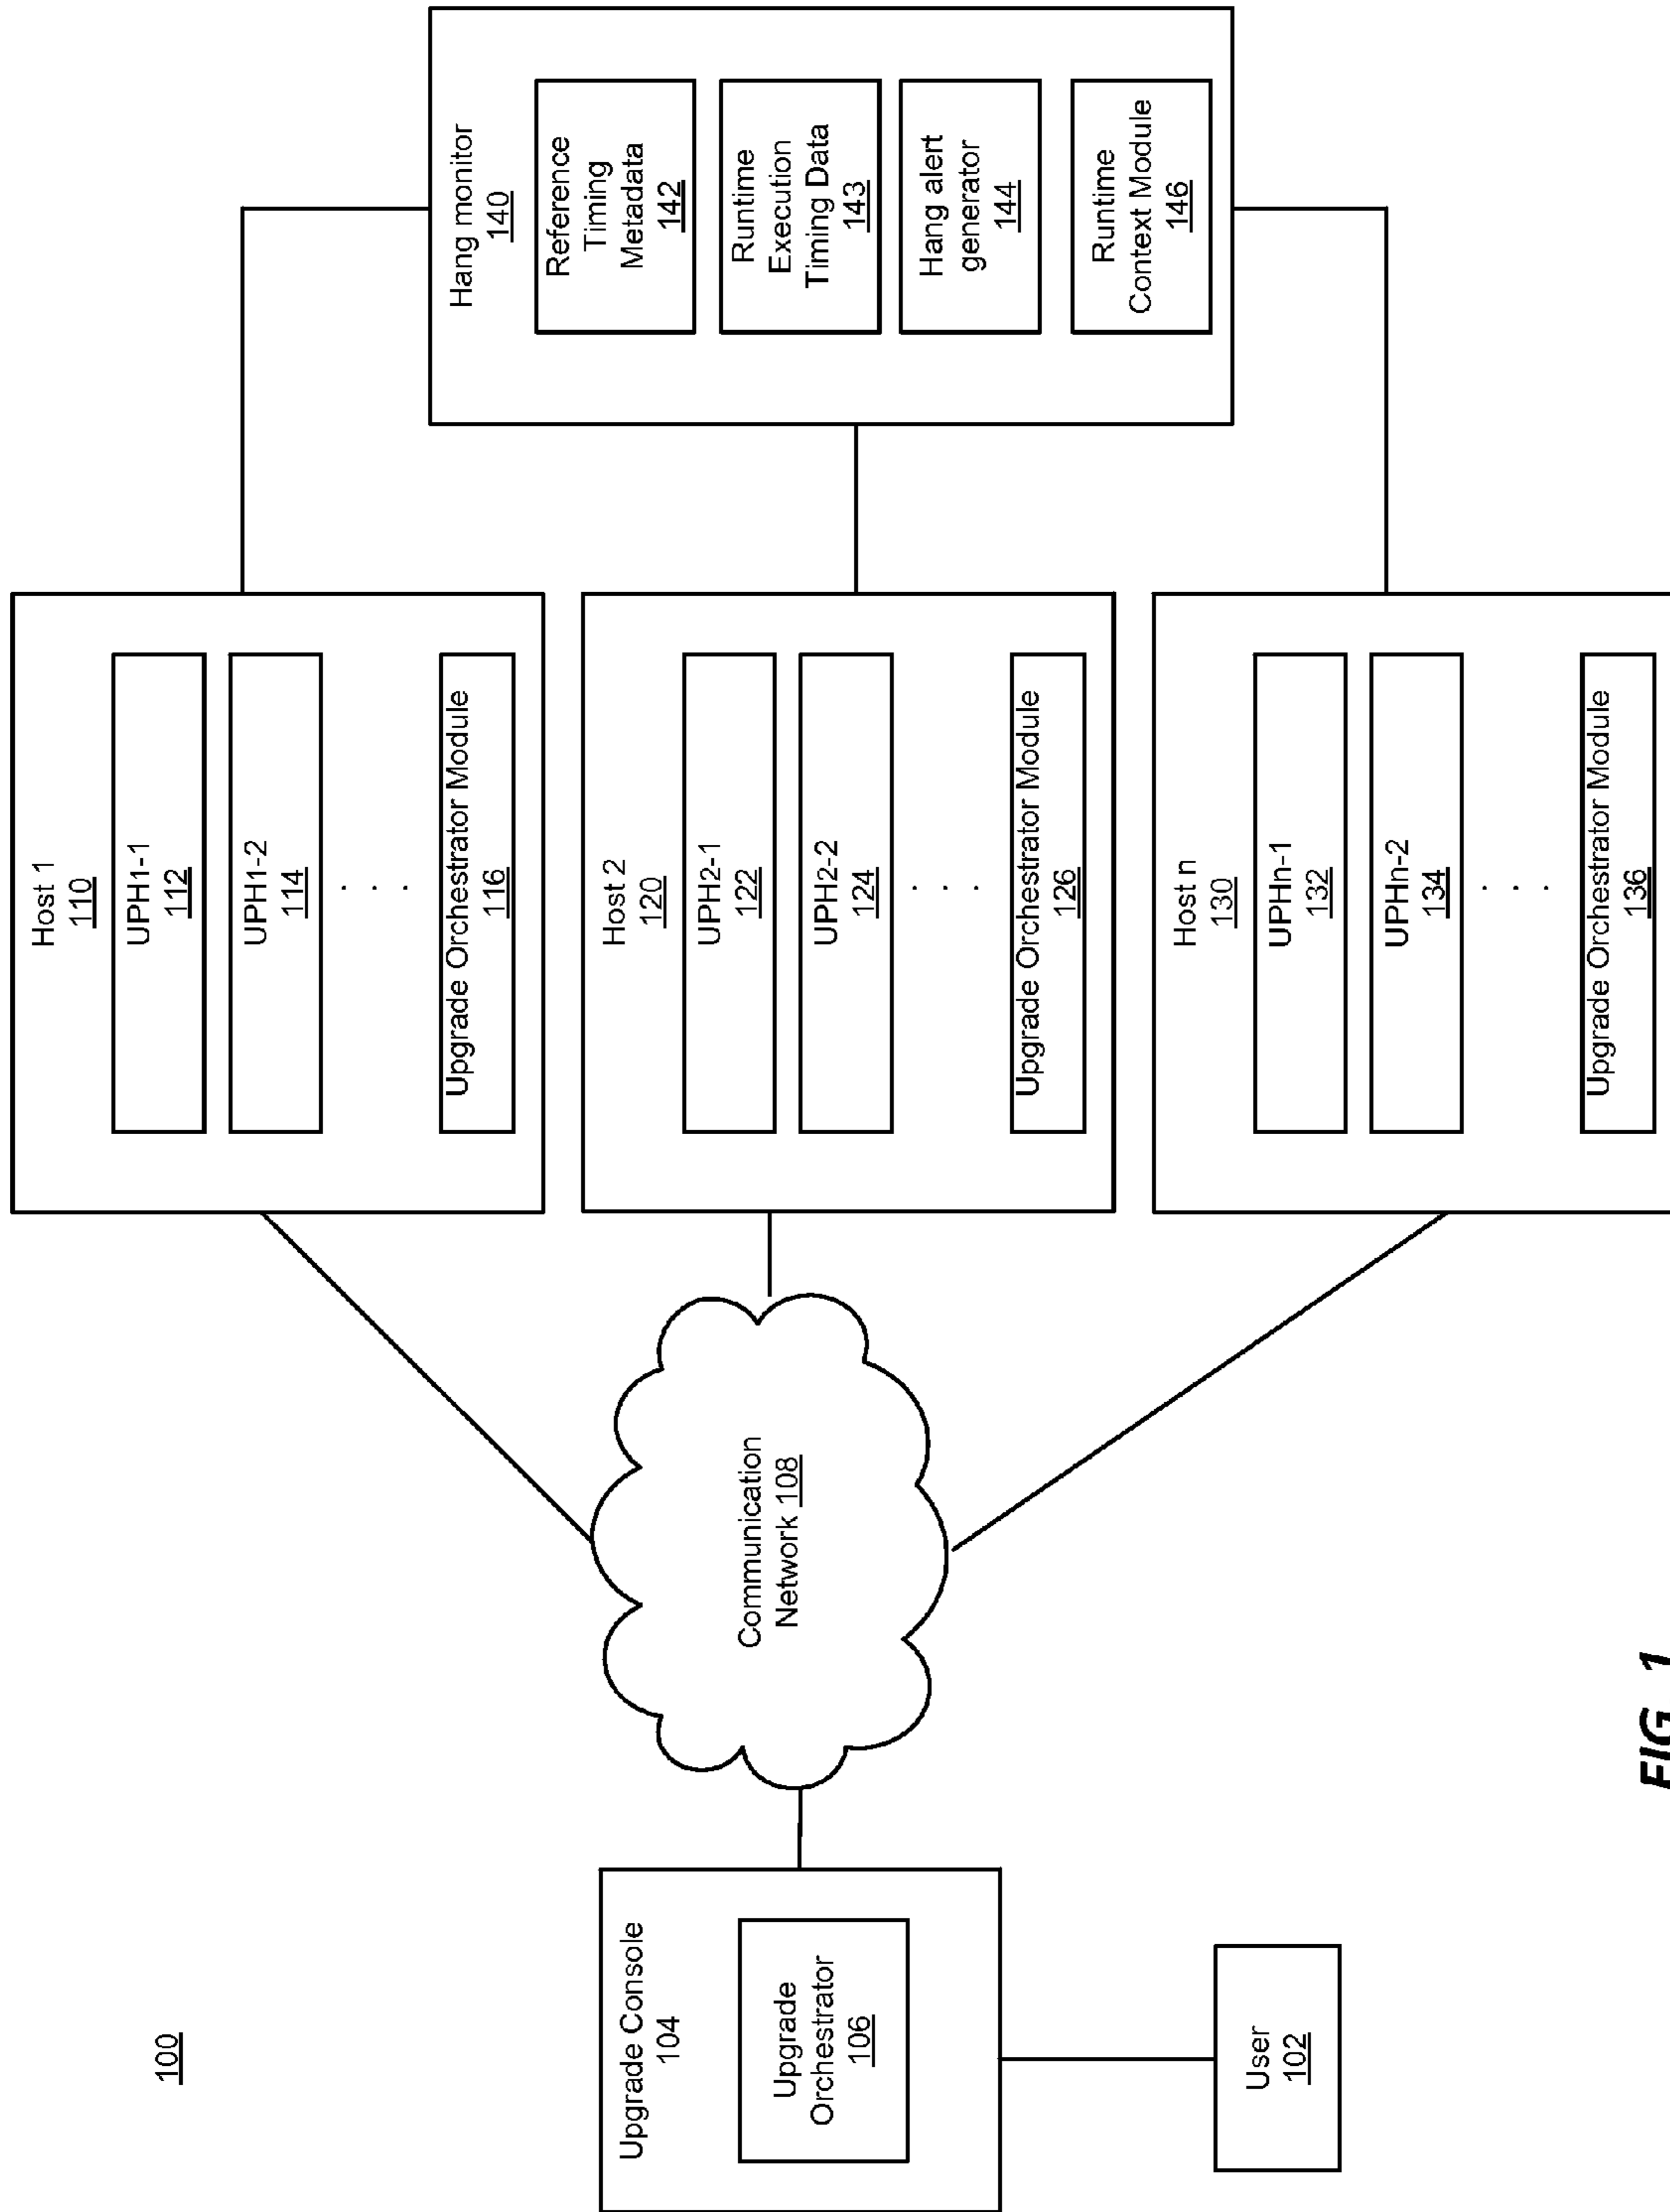 100
Upgrade Console
104
Upgrade
Orchestrator
106
User
102
Communication
Network 108
Host 1
110
UPH1-1
112
UPH1-2
114
. . .
Upgrade Orchestrator Module
116
Host 2
120
UPH2-1
122
UPH2-2
124
. . .
Upgrade Orchestrator Module
126
Host n
130
UPHn-1
132
UPHn-2
134
. . .
Upgrade Orchestrator Module
136
Hang monitor
140
Reference
Timing
Metadata
142
Runtime
Execution
Timing Data
143
Hang alert
generator
144
Runtime
Context Module
146
FIG. 1